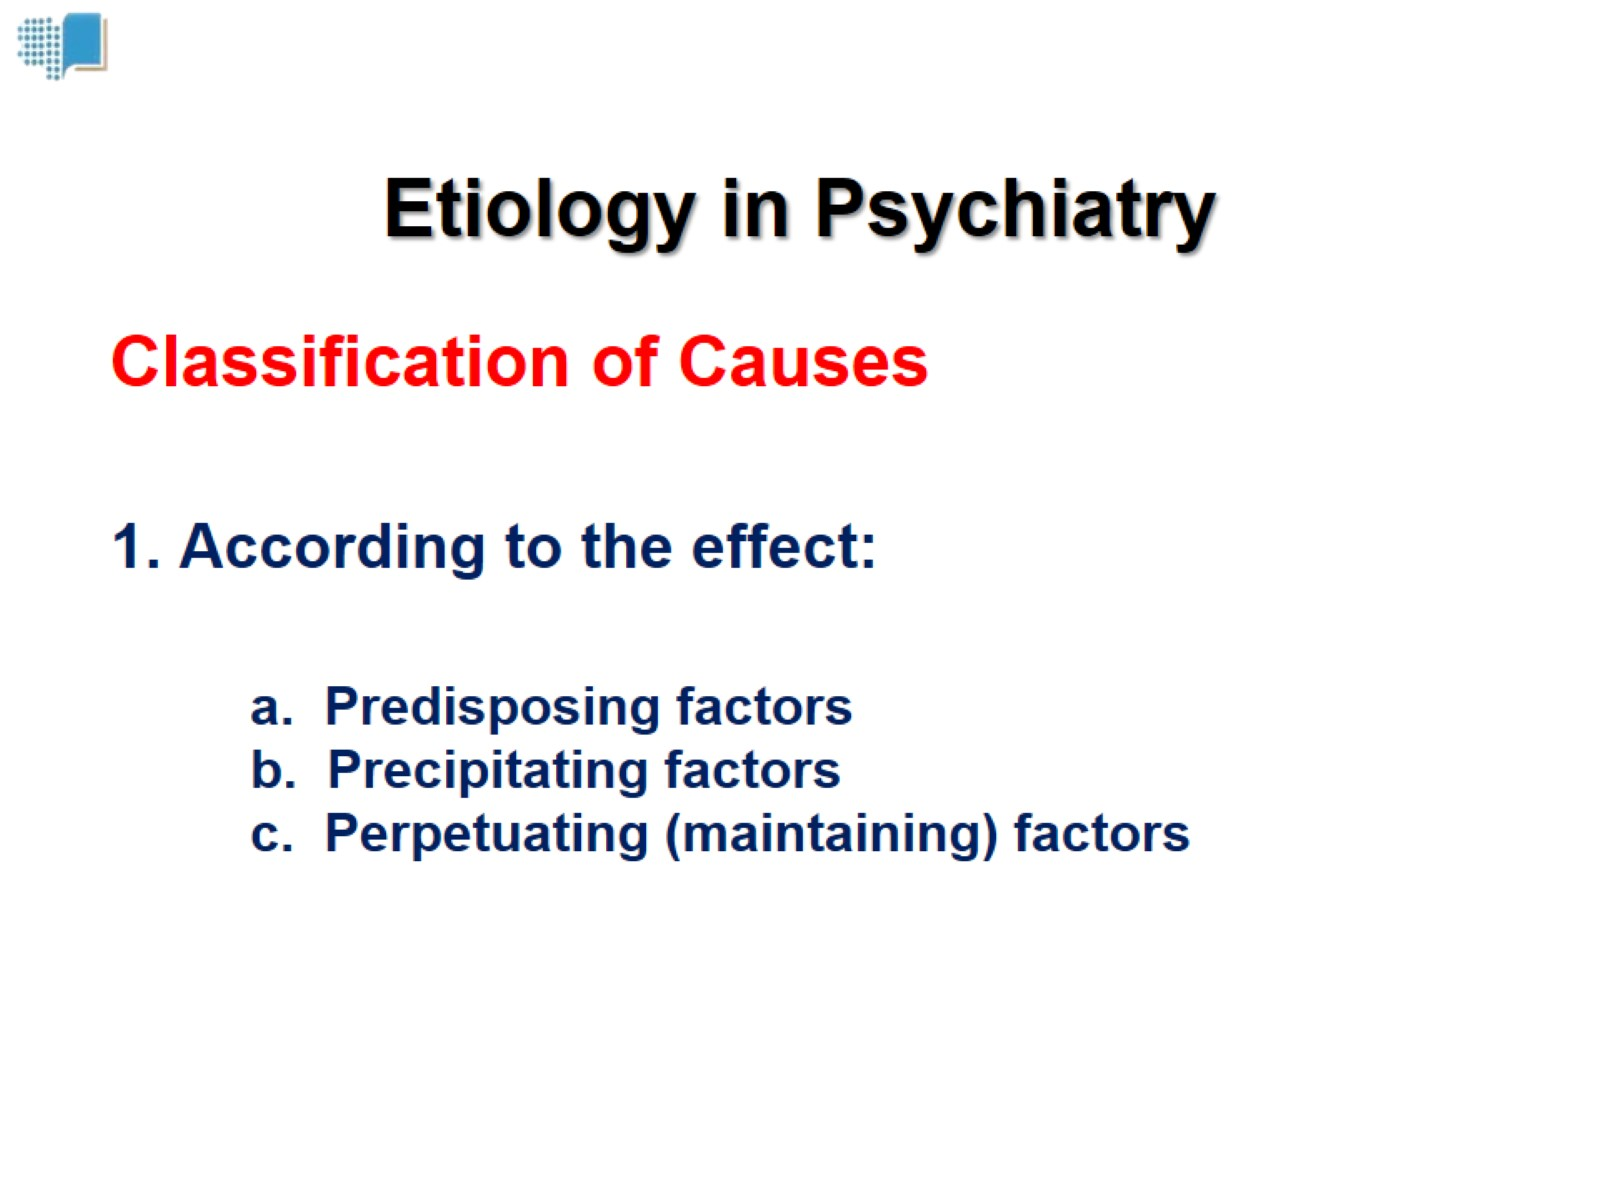 Etiology in Psychiatry
Classification of Causes
1. According to the effect:
a. Predisposing factors
b. Precipitating factors
c. Perpetuating (maintaining) factors